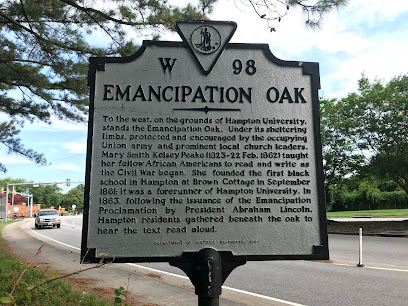 W 98
EMANCIPATION OAK
To the west, on the grounds of Hampton University,
stands the Emancipation Oak. Under its sheltering
limbs, protected and encouraged by the occupying
Union army and prominent local church leaders,
Mary Smith Kelsey Peake (1823-22 Feb. 1862) taught
her fellow African Americans to read and write as
the Civil War began. She founded the first black
school in Hampton at Brown Cottage in September
1861; it was a forerunner of Hampton University. In
1863, following the issuance of the Emancipation
Proclamation by President Abraham Lincoln,
Hampton residents gathered beneath the oak to
hear the text read aloud.
DEPARTMENT OF HISTORIC RESOURCES,